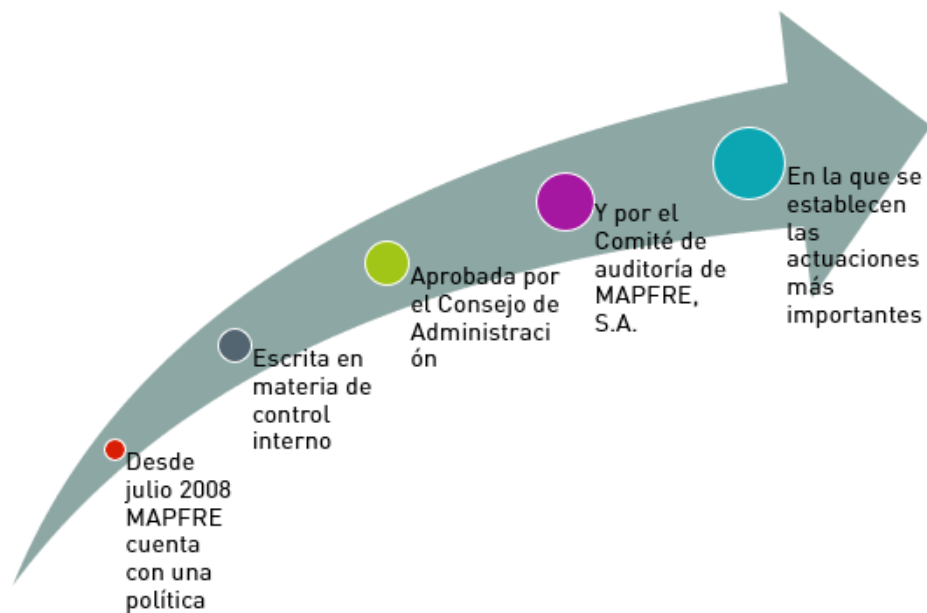 Desde
julio 2008
MAPFRE
cuenta
con una
política
Escrita en
materia de
control
interno
Aprobada por
el Consejo de
Administraci
ón
Y por el
Comité de
auditoría de
MAPFRE,
S.A.
En la que se
establecen
las
actuaciones
más
importantes